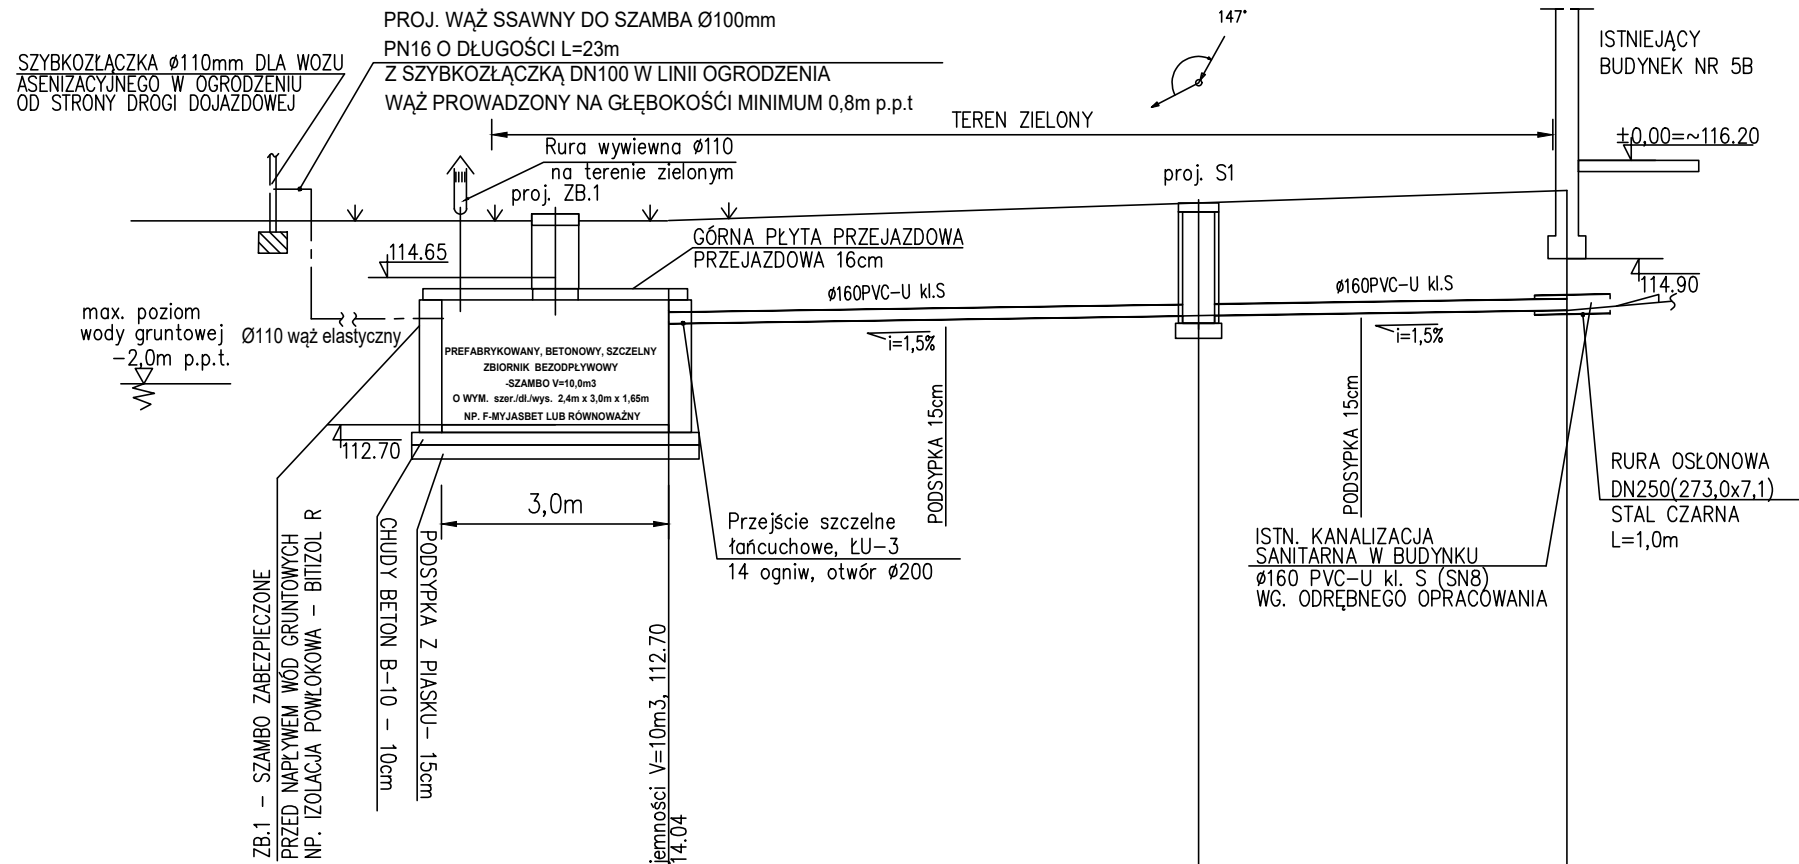 PROJ. WĄŻ SSAWNY DO SZAMBA Ø100mm
PN16 O DŁUGOŚCI L=23m
Z SZYBKOZŁĄCZKĄ DN100 W LINII OGRODZENIA
WĄŻ PROWADZONY NA GŁĘBOKOŚĆI MINIMUM 0,8m p.p.t
SZYBKOZŁĄCZKA ø110mm DLA WOZU
ASENIZACYJNEGO W OGRODZENIU
OD STRONY DROGI DOJAZDOWEJ
147°
ISTNIEJĄCY
BUDYNEK NR 5B
TEREN ZIELONY
±0,00=~116.20
Rura wywiewna ø110
na terenie zielonym
proj. ZB.1
proj. S1
GÓRNA PŁYTA PRZEJAZDOWA
PRZEJAZDOWA 16cm
114.65
ø160PVC-U kl.S
ø160PVC-U kl.S
114.90
max. poziom
wody gruntowej
-2,0m p.p.t.
Ø110 wąż elastyczny
i=1,5%
i=1,5%
PREFABRYKOWANY, BETONOWY, SZCZELNY
ZBIORNIK BEZODPŁYWOWY
-SZAMBO V=10,0m3
O WYM. szer./dł./wys. 2,4m x 3,0m x 1,65m
NP. F-MYJASBET LUB RÓWNOWAŻNY
112.70
3,0m
PODSYPKA 15cm
PODSYPKA 15cm
Przejście szczelne
łańcuchowe, ŁU-3
14 ogniw, otwór ø200
RURA OSŁONOWA
DN250(273,0x7,1)
STAL CZARNA
L=1,0m
ISTN. KANALIZACJA
SANITARNA W BUDYNKU
ø160 PVC-U kl. S (SN8)
WG. ODRĘBNEGO OPRACOWANIA
ZB.1 - SZAMBO ZABEZPIECZONE
PRZED NAPŁYWEM WÓD GRUNTOWYCH
NP. IZOLACJA POWŁOKOWA - BITIZOL R
CHUDY BETON B-10 - 10cm
PODSYPKA Z PIASKU- 15cm
jemności V=10m3, 112.70
14.04